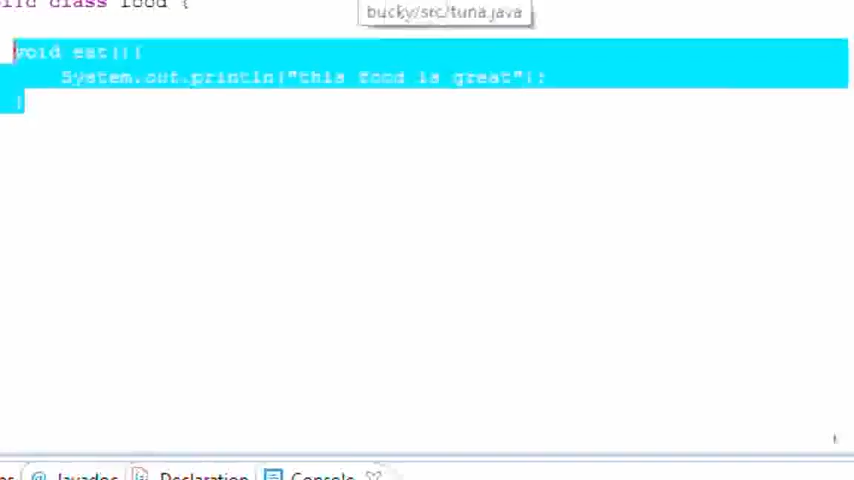 class food {
bucky/src/tuna.java
void eat(){
System.out.println("this food is great");
}
Javadoc Declaration Console